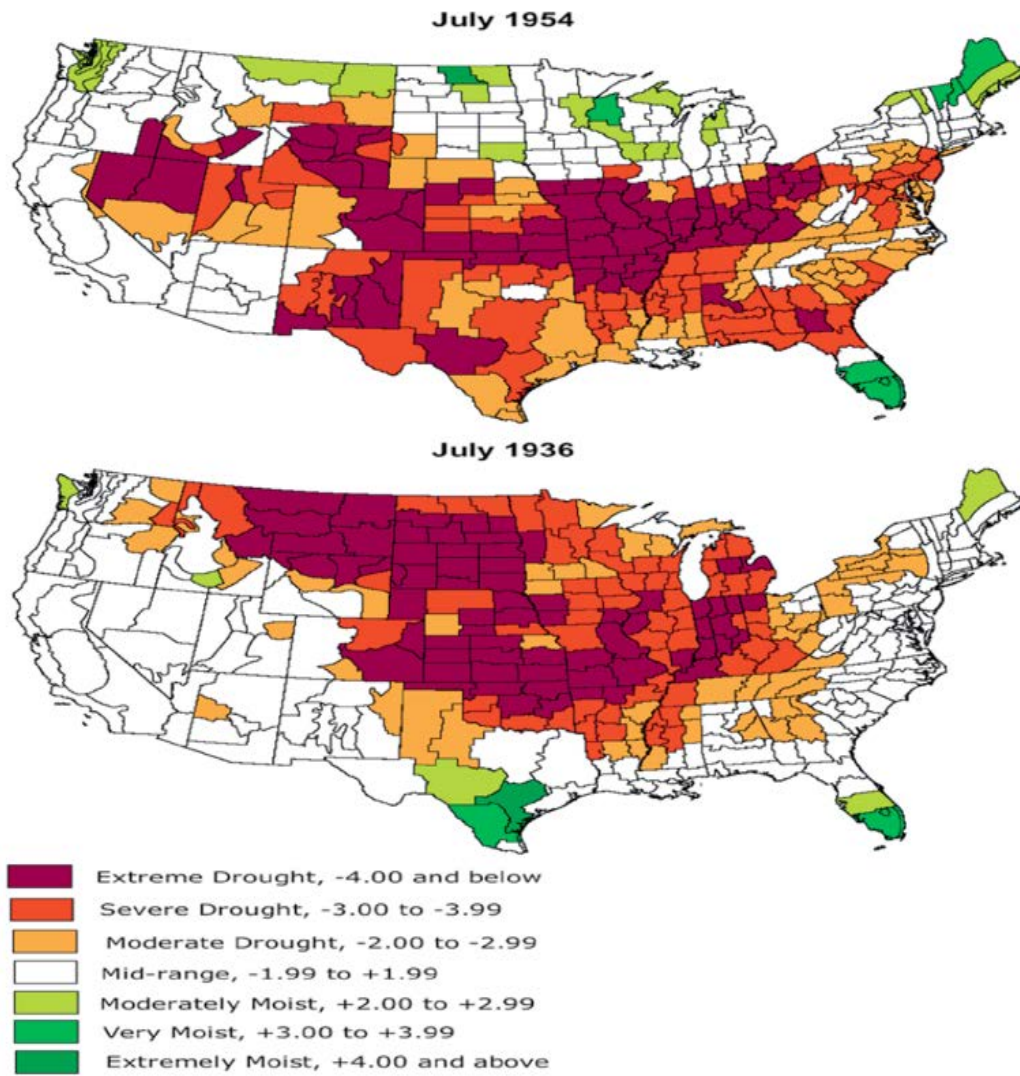 July 1954
July 1936
Extreme Drought, -4.00 and below
Severe Drought, -3.00 to -3.99
Moderate Drought, -2.00 to -2.99
Mid-range, -1.99 to +1.99
Moderately Moist, +2.00 to +2.99
Very Moist, +3.00 to +3.99
Extremely Moist, +4.00 and above